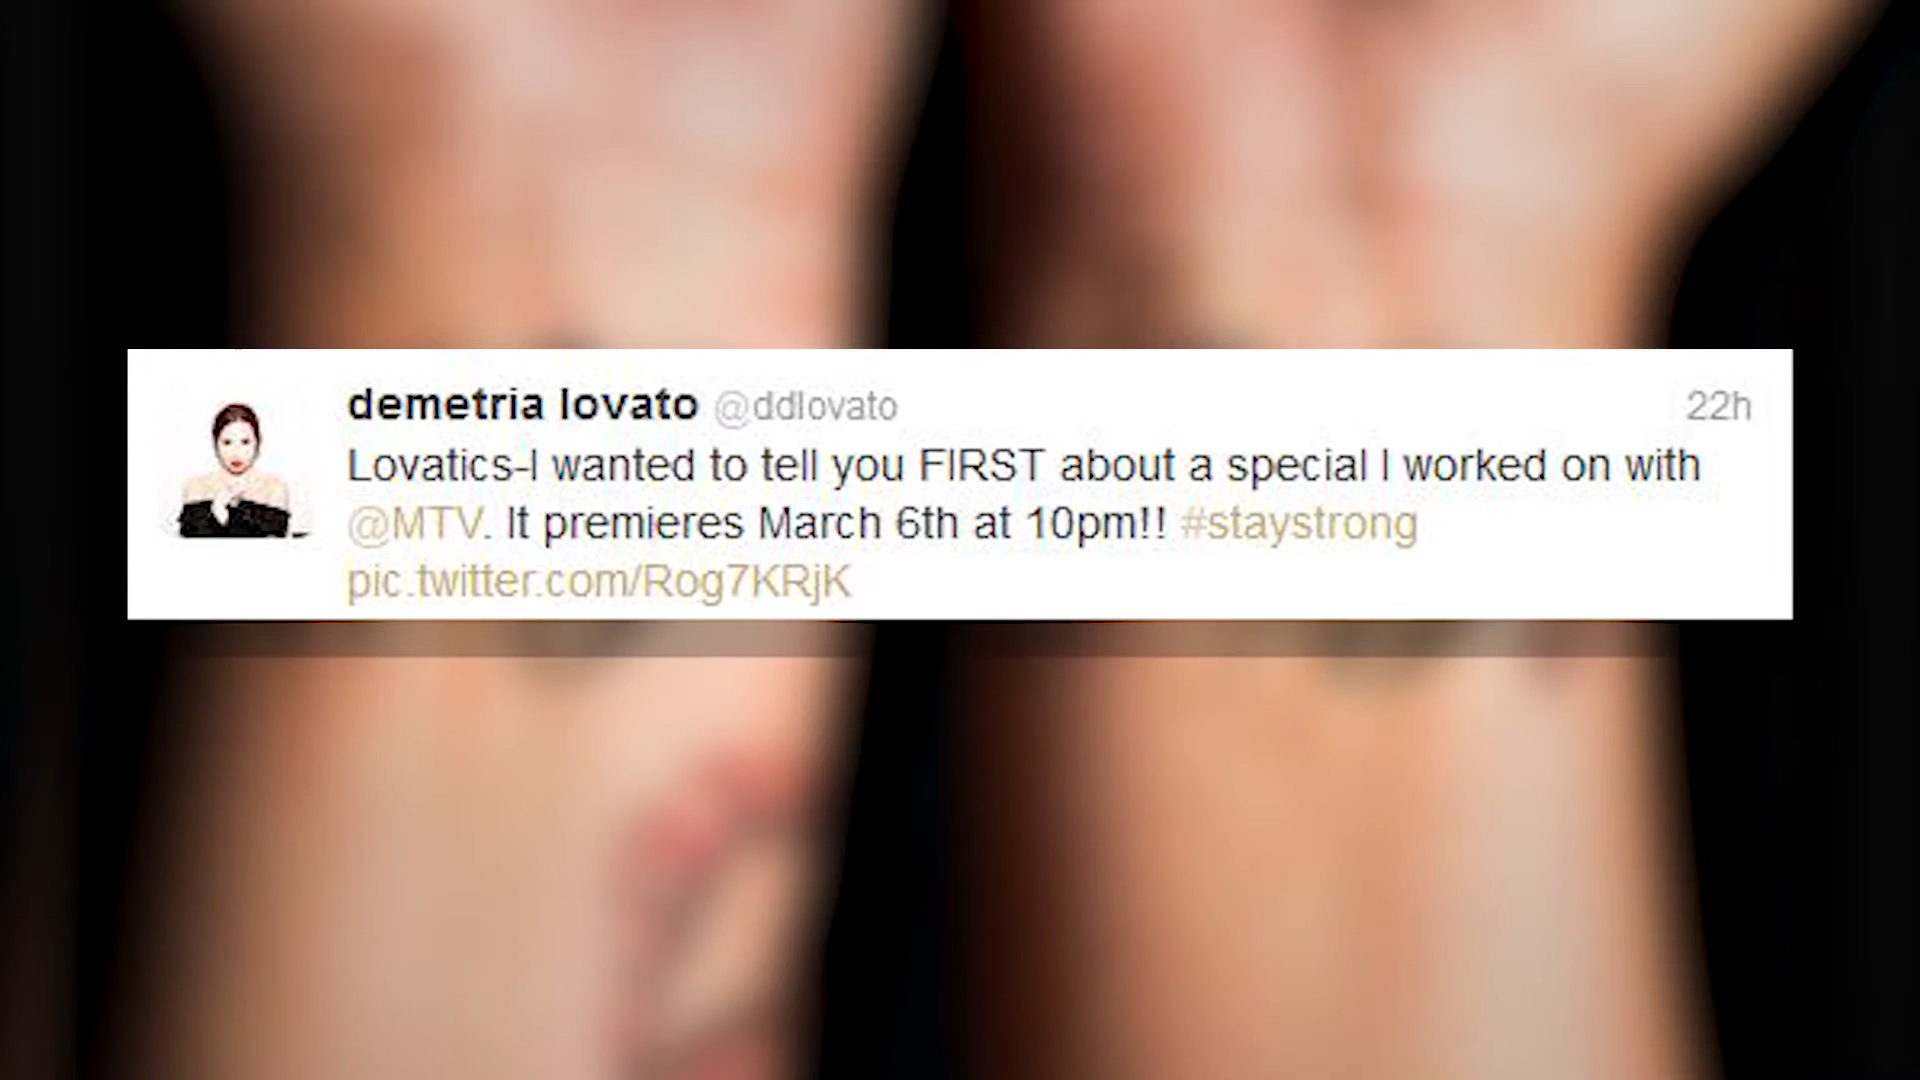 demetria lovato @ddlovato 22h
Lovatics-I wanted to tell you FIRST about a special I worked on with
@MTV. It premieres March 6th at 10pm!! #staystrong
pic.twitter.com/Rog7KRjK